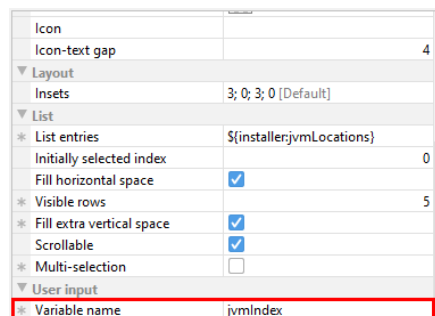 Icon
Icon-text gap 4
Layout
Insets 3; 0; 3; 0 [Default]
List
* List entries ${installer:jvmLocations}
Initially selected index 0
Fill horizontal space
* Visible rows 5
* Fill extra vertical space
Scrollable
* Multi-selection
User input
* Variable name jvmIndex